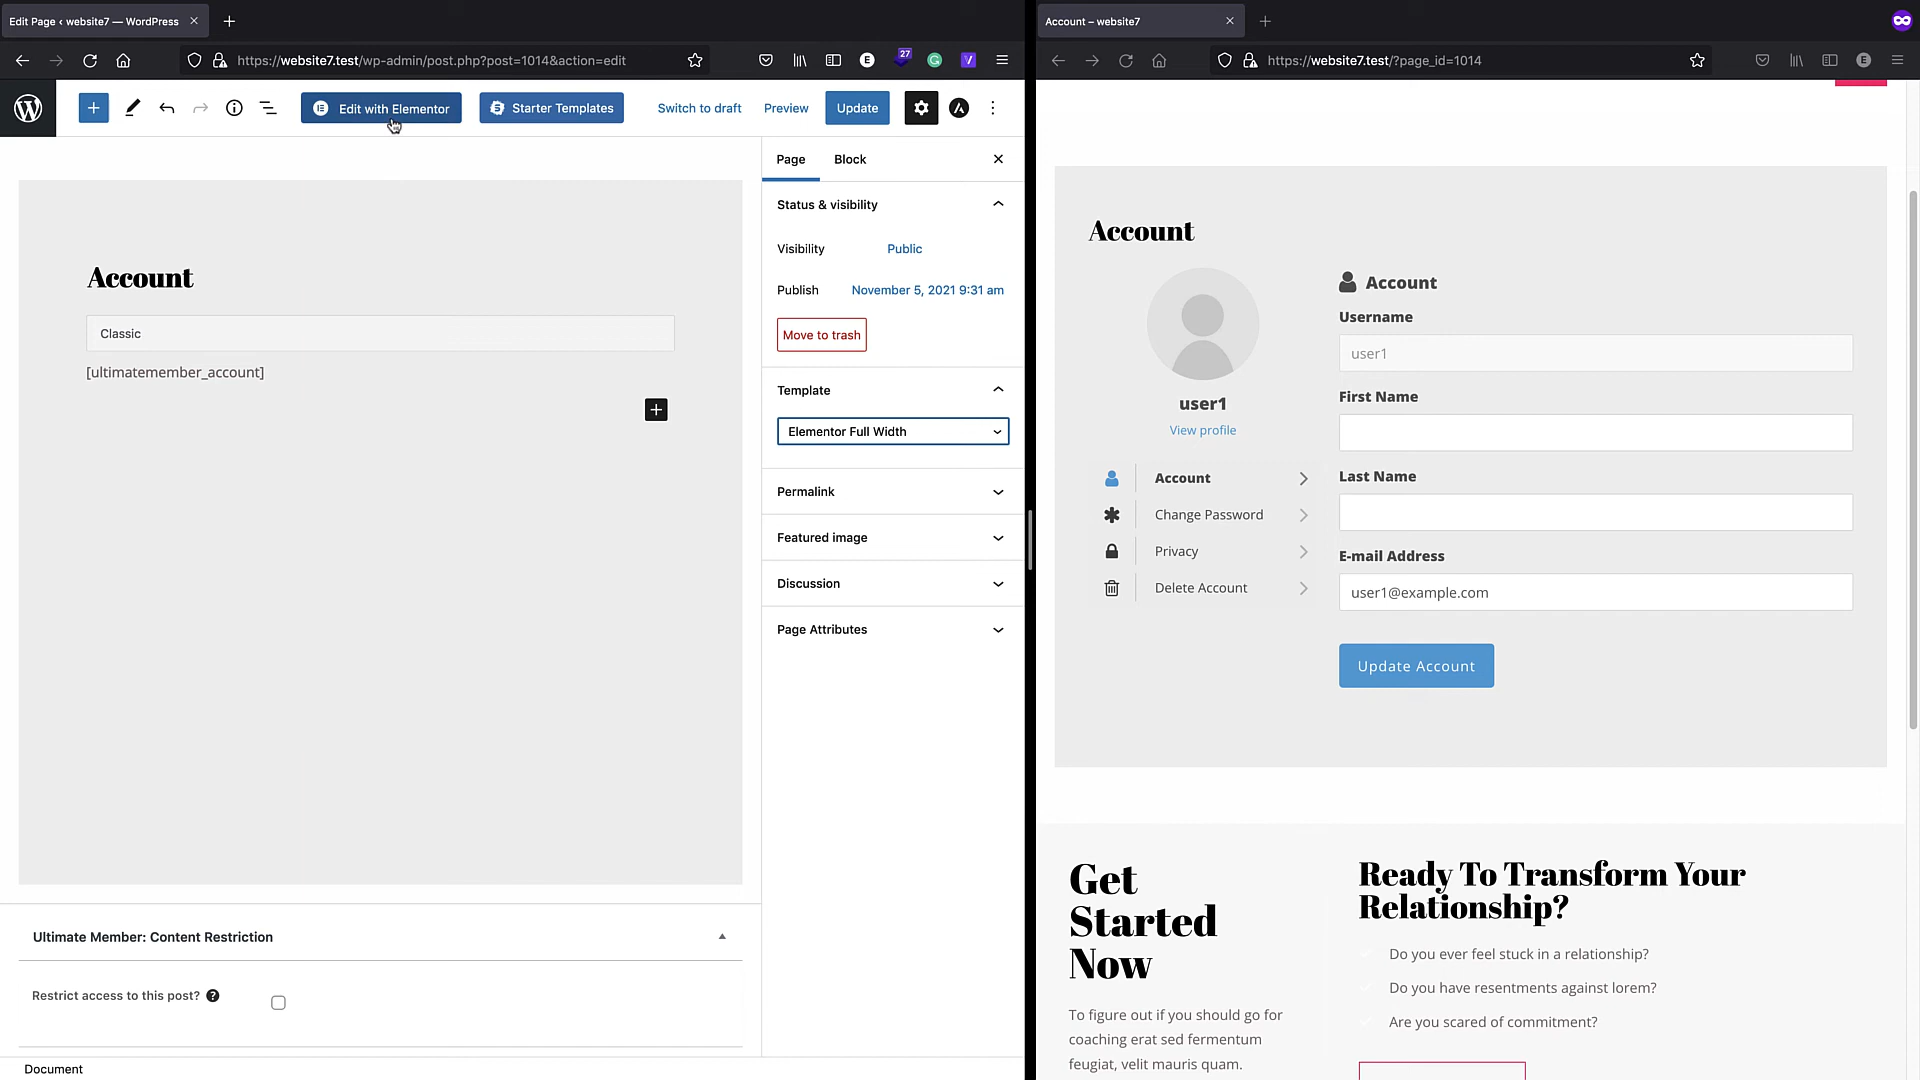 Edit Page ‹ website7 — WordPress
https://website7.test/wp-admin/post.php?post=1014&action=edit
27
E
V
Edit with Elementor
Starter Templates
Switch to draft
Preview
Update
Account
Classic
[ultimatemember_account]
Page
Block
Status & visibility
Visibility
Public
Publish
November 5, 2021 9:31 am
Move to trash
Template
Elementor Full Width
Permalink
Featured image
Discussion
Page Attributes
Ultimate Member: Content Restriction
Restrict access to this post?
Document
Account – website7
https://website7.test/?page_id=1014
E
Account
user1
View profile
Account
Change Password
Privacy
Delete Account
Account
Username
user1
First Name
Last Name
E-mail Address
user1@example.com
Update Account
Get
Started
Now
To figure out if you should go for
coaching erat sed fermentum
feugiat, velit mauris quam.
Ready To Transform Your
Relationship?
Do you ever feel stuck in a relationship?
Do you have resentments against lorem?
Are you scared of commitment?